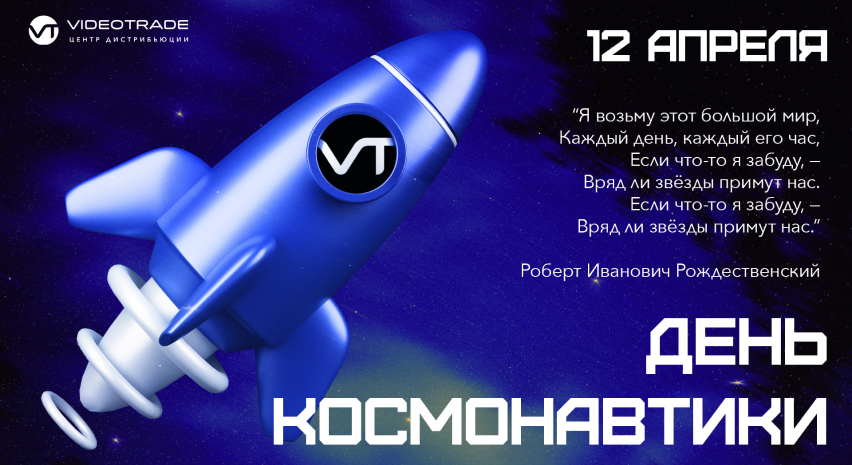 VT VIDEOTRADE
ЦЕНТР ДИСТРИБЬЮЦИИ
12 АПРЕЛЯ
“Я возьму этот большой мир,
Каждый день, каждый его час,
Если что-то я забуду, –
Вряд ли звёзды примут нас.
Если что-то я забуду, –
Вряд ли звёзды примут нас.”
Роберт Иванович Рождественский
VT
ДЕНЬ
КОСМОНАВТИКИ